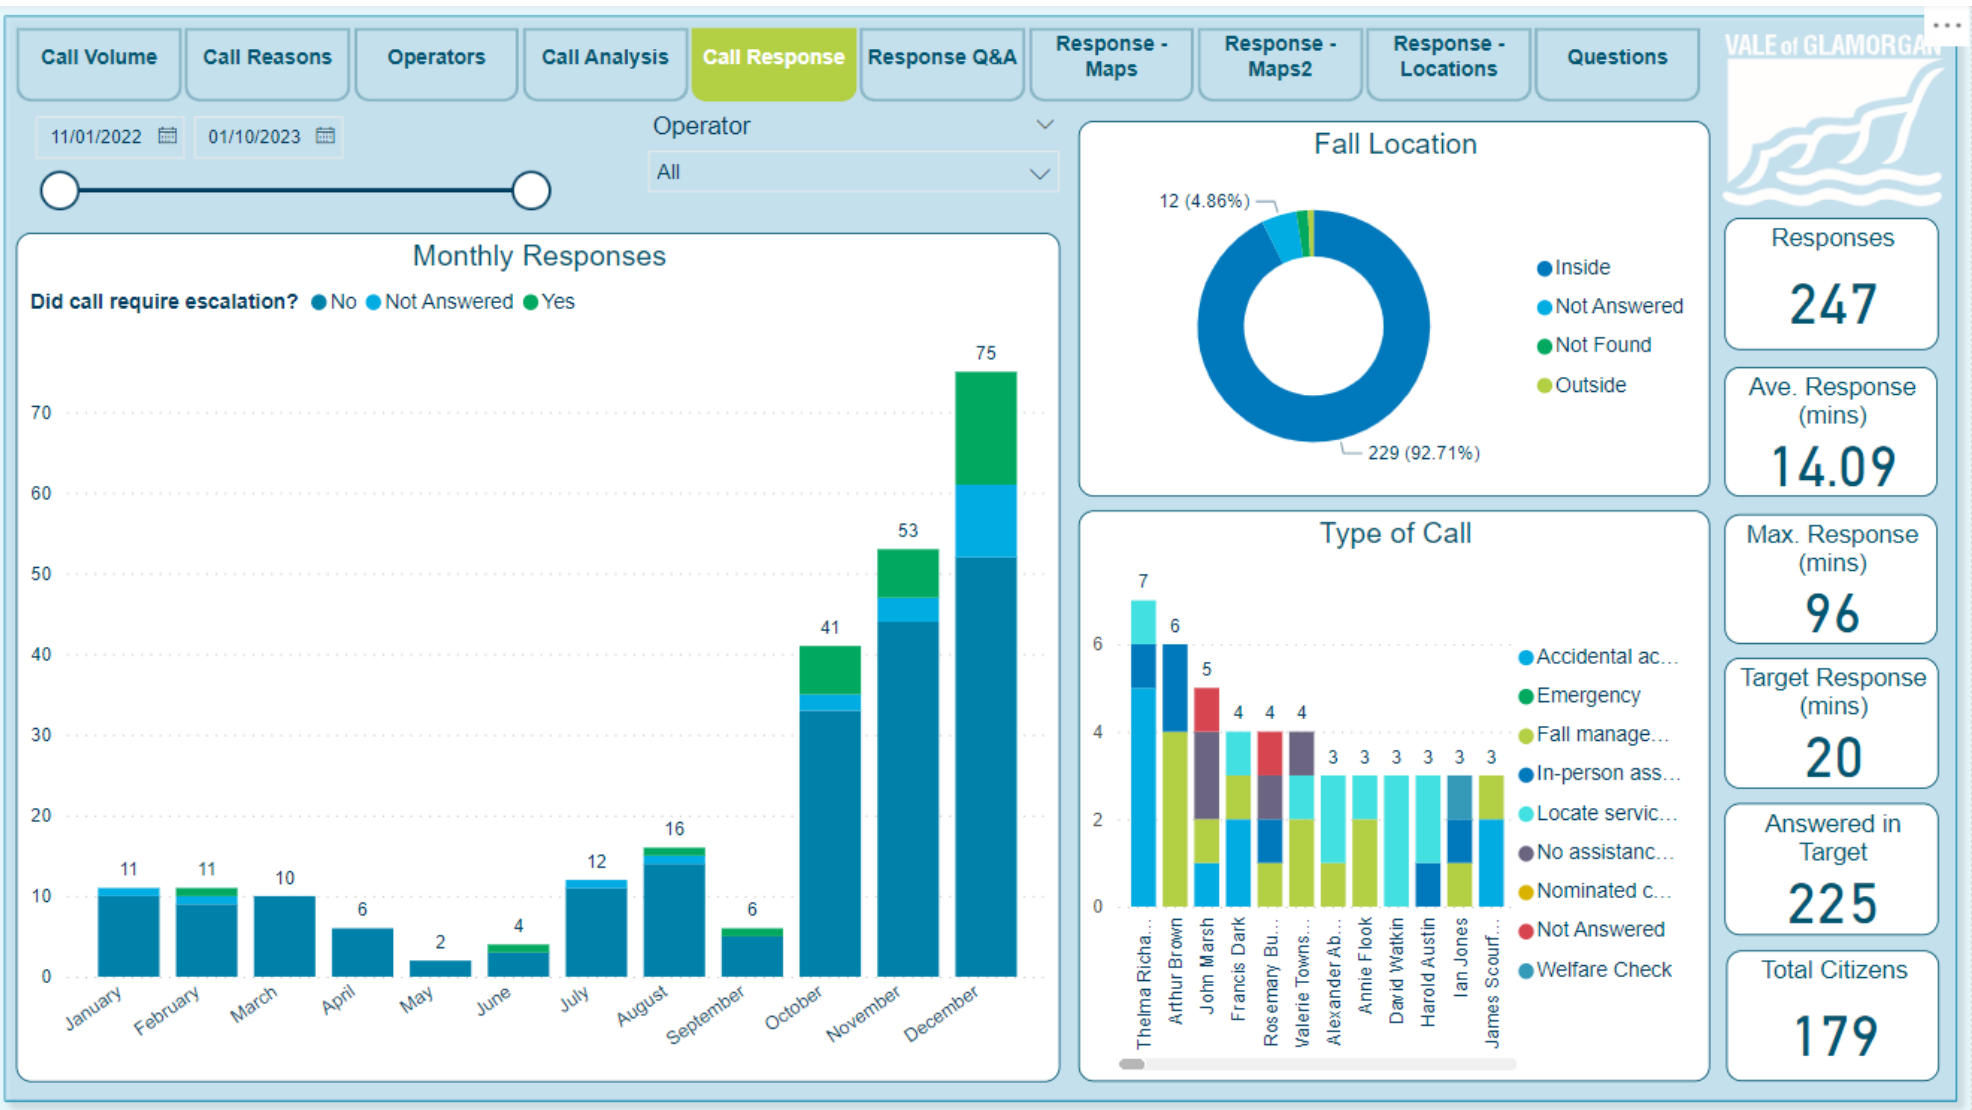 Call Volume
Call Reasons
Operators
Call Analysis
Call Response
Response Q&A
Response -
Maps
Response -
Maps2
Response -
Locations
Questions
VALE of GLAMORGAN
11/01/2022
01/10/2023
Operator
All
Monthly Responses
Did call require escalation? No Not Answered Yes
70
60
50
40
30
20
10
0
11
11
10
6
2
4
12
16
6
41
53
75
January
February
March
April
May
June
July
August
September
October
November
December
Fall Location
12 (4.86%)
229 (92.71%)
Inside
Not Answered
Not Found
Outside
Type of Call
6
4
2
0
7
6
5
4
4
4
3
3
3
3
3
3
Thelma Richa...
Arthur Brown
John Marsh
Francis Dark
Rosemary Bu...
Valerie Towns...
Alexander Ab...
Annie Flook
David Watkin
Harold Austin
Ian Jones
James Scourf...
Accidental ac...
Emergency
Fall manage...
In-person ass...
Locate servic...
No assistanc...
Nominated c...
Not Answered
Welfare Check
Responses
247
Ave. Response
(mins)
14.09
Max. Response
(mins)
96
Target Response
(mins)
20
Answered in
Target
225
Total Citizens
179